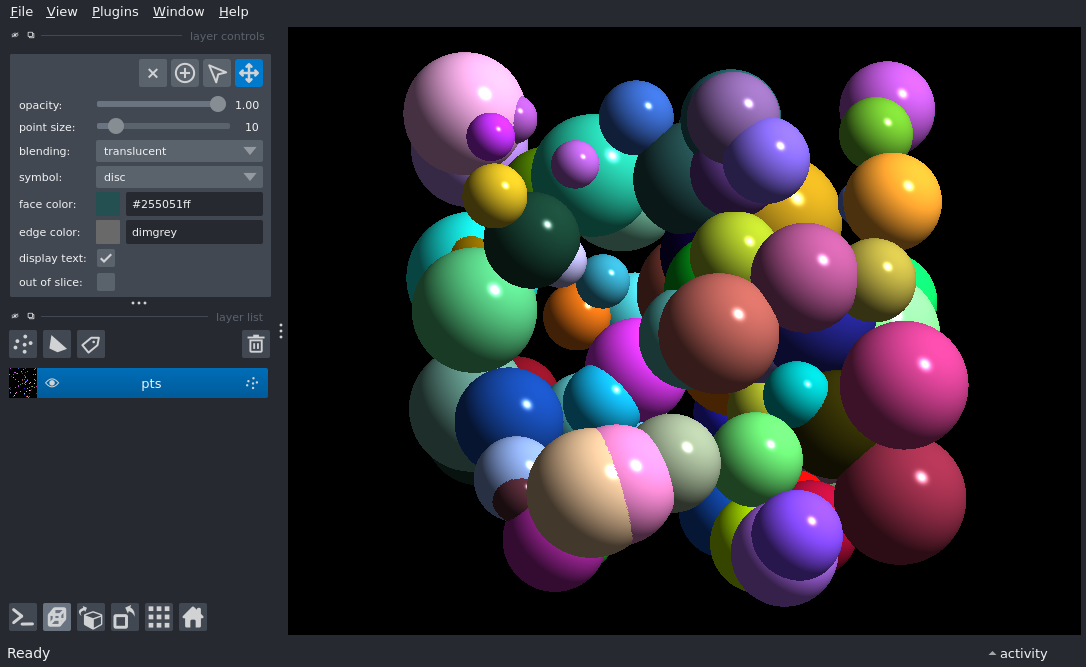 File View Plugins Window Help
layer controls
opacity: 1.00
point size: 10
blending: translucent
symbol: disc
face color: #255051ff
edge color: dimgrey
display text:
out of slice:
layer list
pts
Ready
activity